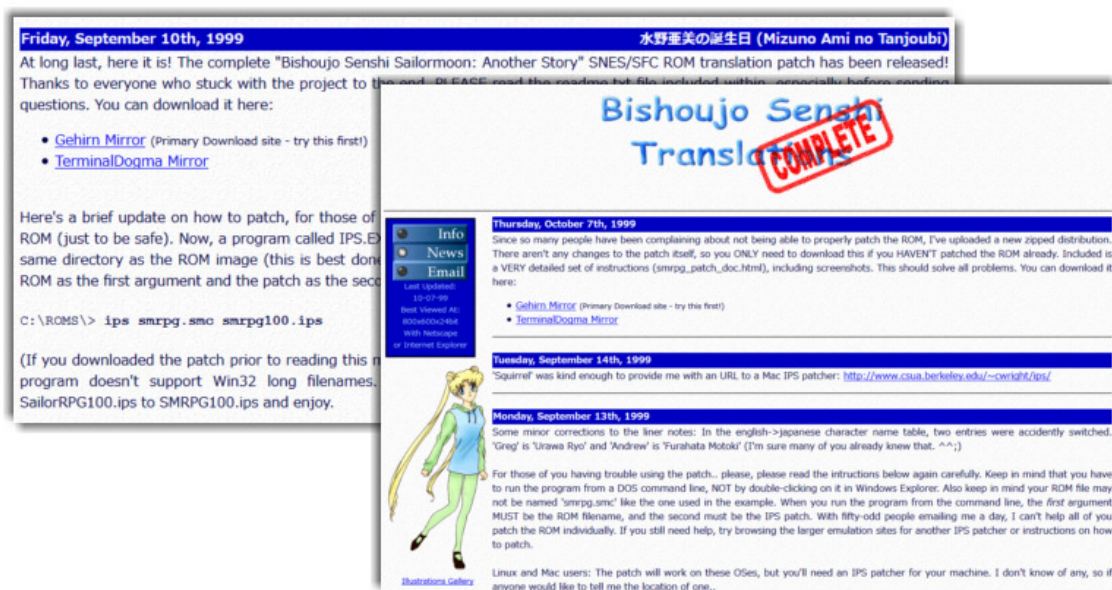 Friday, September 10th, 1999 水野亜美の誕生日 (Mizuno Ami no Tanjoubi)
At long last, here it is! The complete "Bishoujo Senshi Sailormoon: Another Story" SNES/SFC ROM translation patch has been released!
Thanks to everyone who stuck with the project to the end. PLEASE read the readme.txt file included within, especially before sending
questions. You can download it here:
• Gehirn Mirror (Primary Download site - try this first!)
• TerminalDogma Mirror
Here's a brief update on how to patch, for those of
ROM (just to be safe). Now, a program called IPS.EX
same directory as the ROM image (this is best done
ROM as the first argument and the patch as the seco
C:\ROMS\> ips smrpg.smc smrpg100.ips
(If you downloaded the patch prior to reading this
program doesn't support Win32 long filenames.
SailorRPG100.ips to SMRPG100.ips and enjoy.
Bishoujo Senshi
Translations
COMPLETE
Info
News
Email
Last Updated:
10-07-99
Best Viewed At:
800x600x24bit
With Netscape
or Internet Explorer
Illustrations Gallery
Thursday, October 7th, 1999
Since so many people have been complaining about not being able to properly patch the ROM, I've uploaded a new zipped distribution.
There aren't any changes to the patch itself, so you ONLY need to download this if you HAVEN'T patched the ROM already. Included is
a VERY detailed set of instructions (smrpg_patch_doc.html), including screenshots. This should solve all problems. You can download it
here:
• Gehirn Mirror (Primary Download site - try this first!)
• TerminalDogma Mirror
Tuesday, September 14th, 1999
'Squirrel' was kind enough to provide me with an URL to a Mac IPS patcher: http://www.csua.berkeley.edu/~cwright/ips/
Monday, September 13th, 1999
Some minor corrections to the liner notes: In the english->japanese character name table, two entries were accidently switched.
'Greg' is 'Urawa Ryo' and 'Andrew' is 'Furahata Motoki' (I'm sure many of you already knew that. ^^;)
For those of you having trouble using the patch.. please, please read the intructions below again carefully. Keep in mind that you have
to run the program from a DOS command line, NOT by double-clicking on it in Windows Explorer. Also keep in mind your ROM file may
not be named 'smrpg.smc' like the one used in the example. When you run the program from the command line, the first argument
MUST be the ROM filename, and the second must be the IPS patch. With fifty-odd people emailing me a day, I can't help all of you
patch the ROM individually. If you still need help, try browsing the larger emulation sites for another IPS patcher or instructions on how
to patch.
Linux and Mac users: The patch will work on these OSes, but you'll need an IPS patcher for your machine. I don't know of any, so if
anyone would like to tell me the location of one..